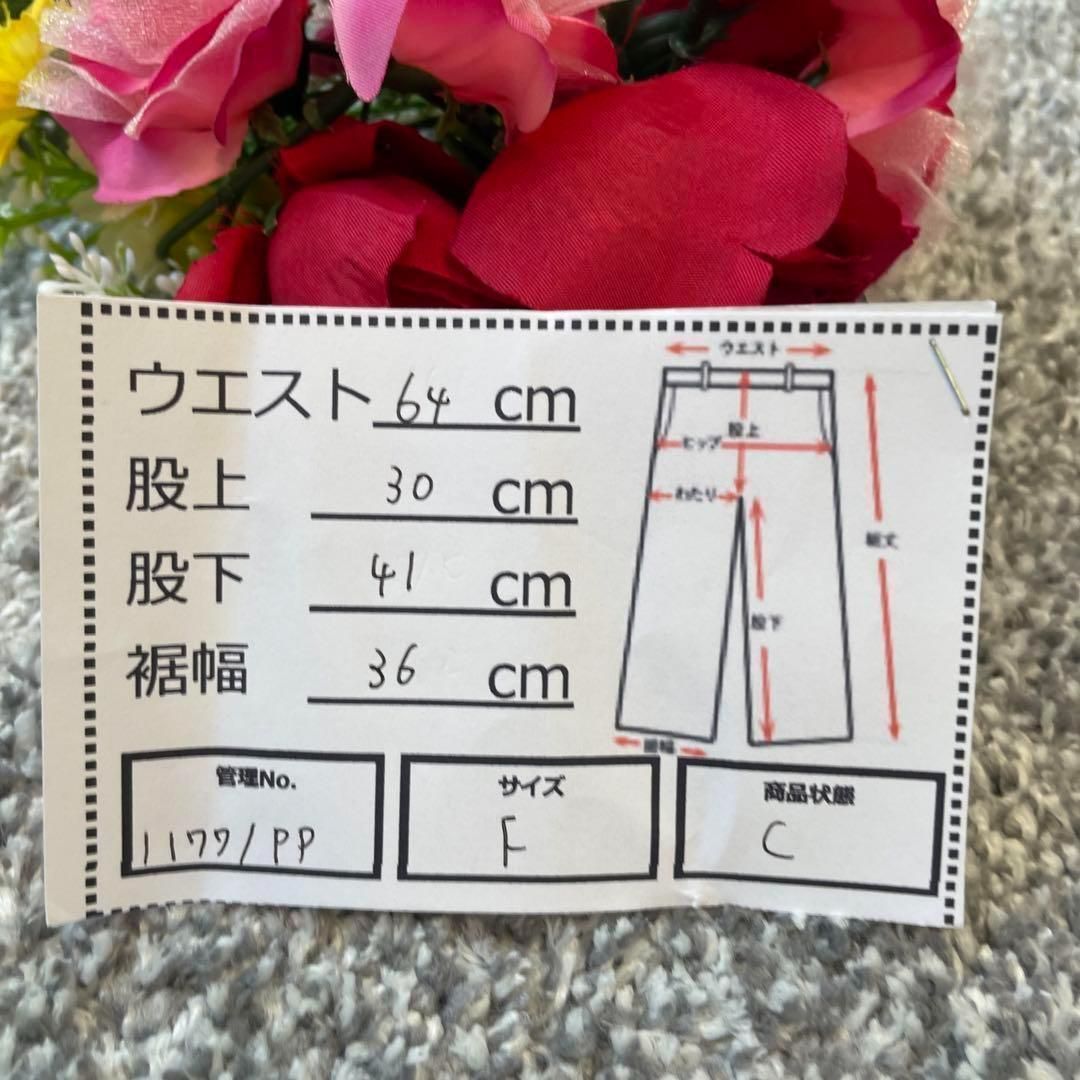 ウエスト 64 cm
股上 30 cm
股下 41 cm
裾幅 36 cm
ウエスト
股上
ヒップ
わたり
総丈
股下
裾幅
管理No.
1177/PP
サイズ
F
商品状態
C